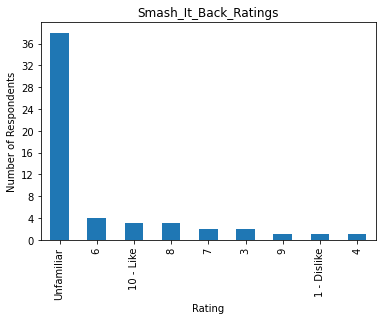 Smash_It_Back_Ratings
Number of Respondents
36
32
28
24
20
16
12
8
4
0
Unfamiliar
6
10 - Like
8
7
3
9
1 - Dislike
4
Rating